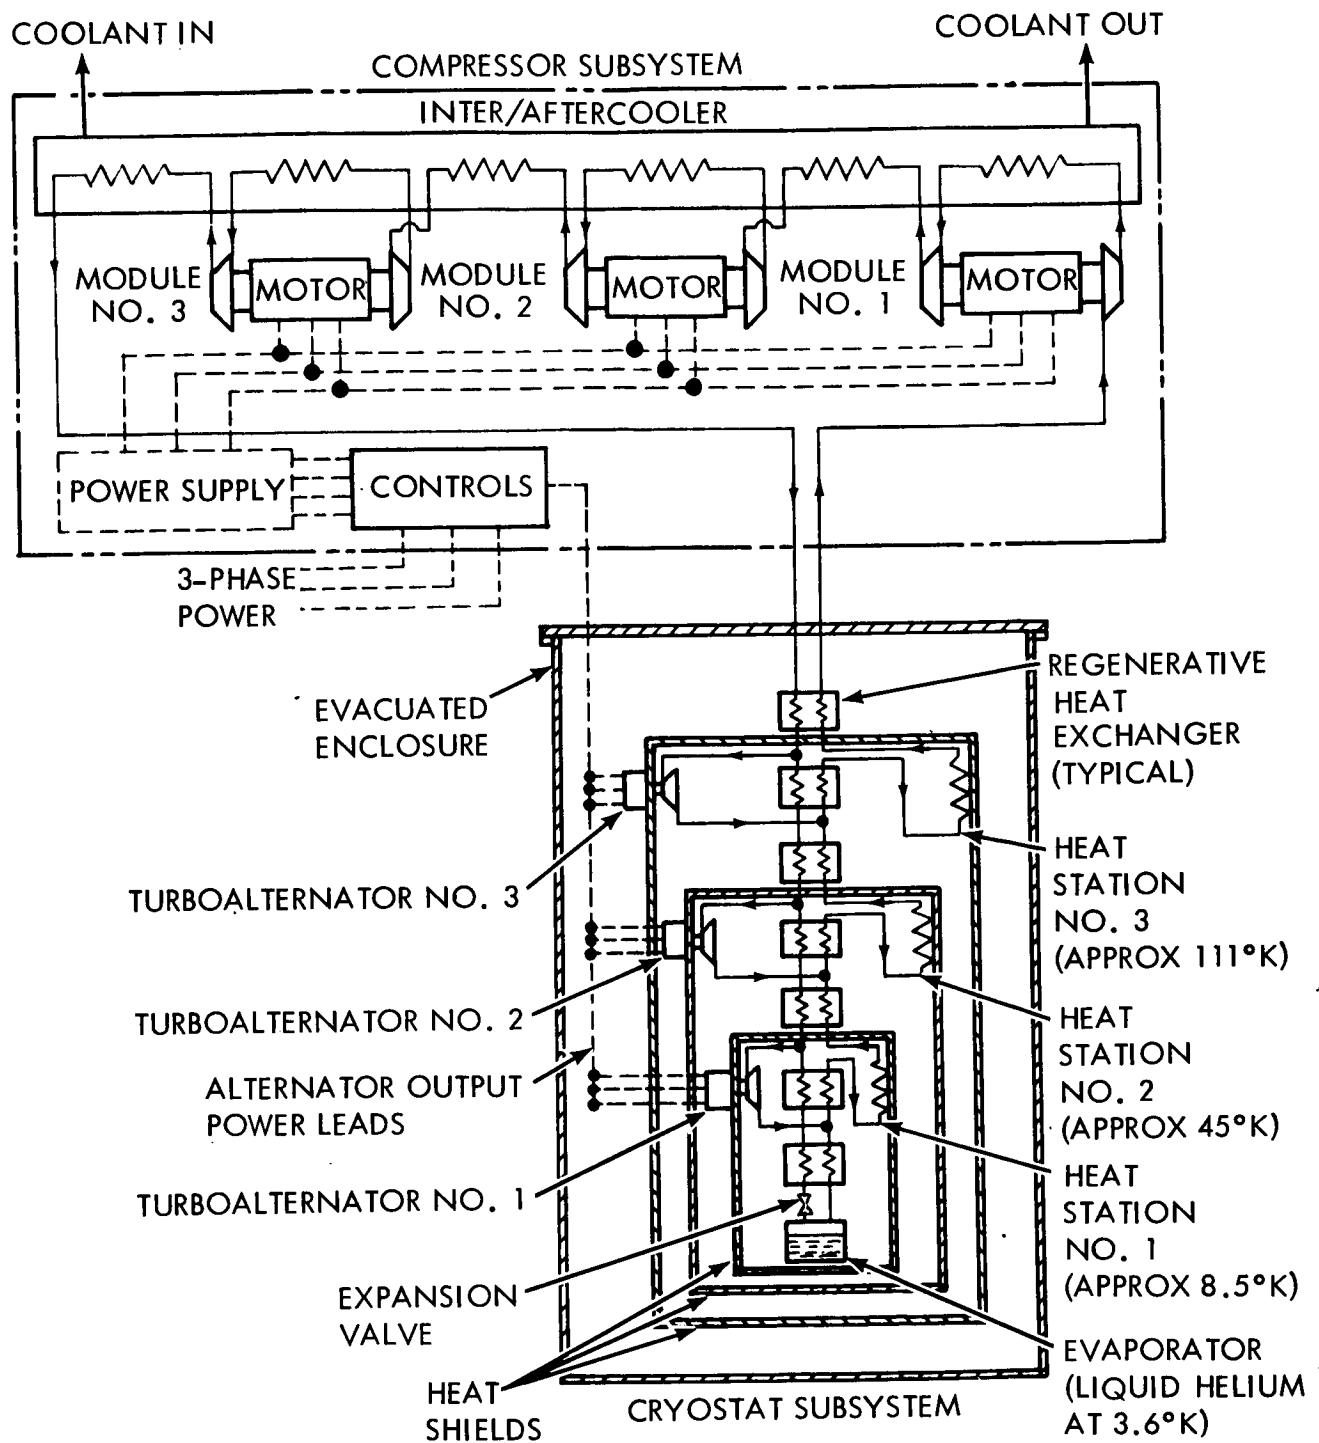 COOLANT IN
COOLANT OUT
COMPRESSOR SUBSYSTEM
INTER/AFTERCOOLER
MODULE
NO. 3
MOTOR
MODULE
NO. 2
MOTOR
MODULE
NO. 1
MOTOR
POWER SUPPLY
CONTROLS
3-PHASE
POWER
EVACUATED
ENCLOSURE
REGENERATIVE
HEAT
EXCHANGER
(TYPICAL)
TURBOALTERNATOR NO. 3
HEAT
STATION
NO. 3
(APPROX 111°K)
TURBOALTERNATOR NO. 2
HEAT
STATION
NO. 2
(APPROX 45°K)
ALTERNATOR OUTPUT
POWER LEADS
TURBOALTERNATOR NO. 1
HEAT
STATION
NO. 1
(APPROX 8.5°K)
EXPANSION
VALVE
EVAPORATOR
(LIQUID HELIUM
AT 3.6°K)
HEAT
SHIELDS
CRYOSTAT SUBSYSTEM